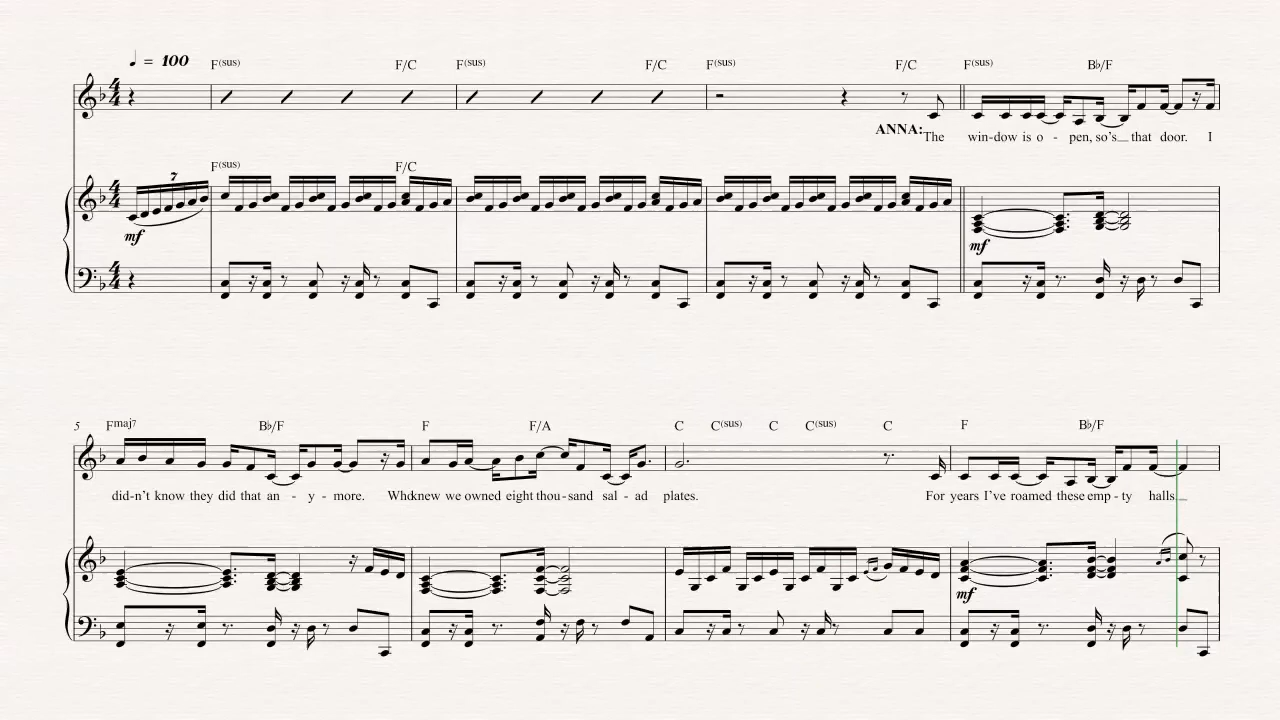 ♩ = 100 F(sus) F/C F(sus) F/C F(sus) F/C F(sus) B♭/F
ANNA: The win-dow is o - pen, so's that door. I
F(sus) F/C
7
mf mf
5 Fmaj7 B♭/F F F/A C C(sus) C C(sus) C F B♭/F
did-n't know they did that an - y - more. Who knew we owned eight thou-sand sal - ad plates. For years I've roamed these emp - ty halls
mf